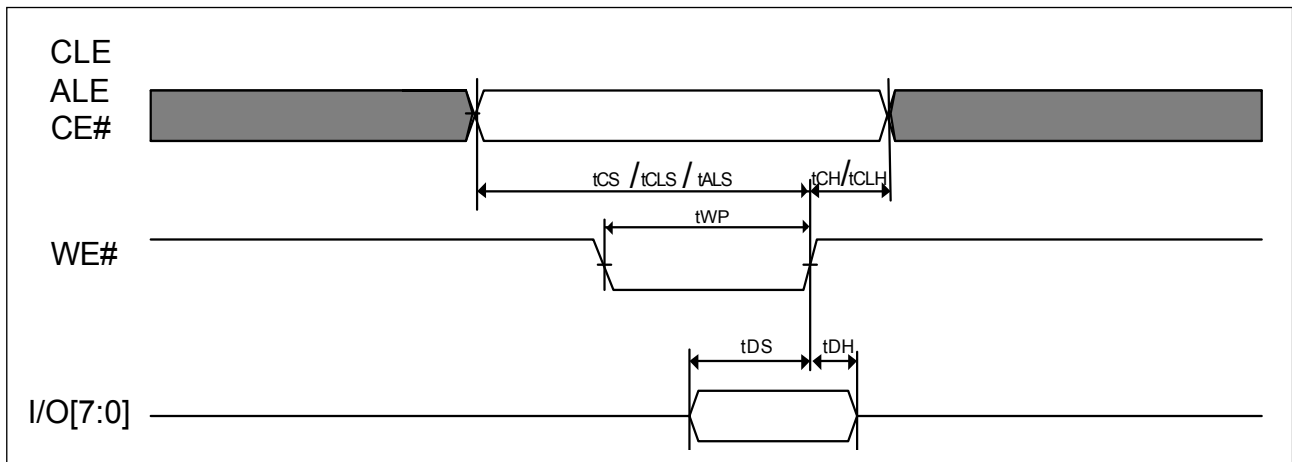 CLE
ALE
CE#
tCS / tCLS / tALS
tCH/tCLH
tWP
WE#
tDS
tDH
I/O[7:0]